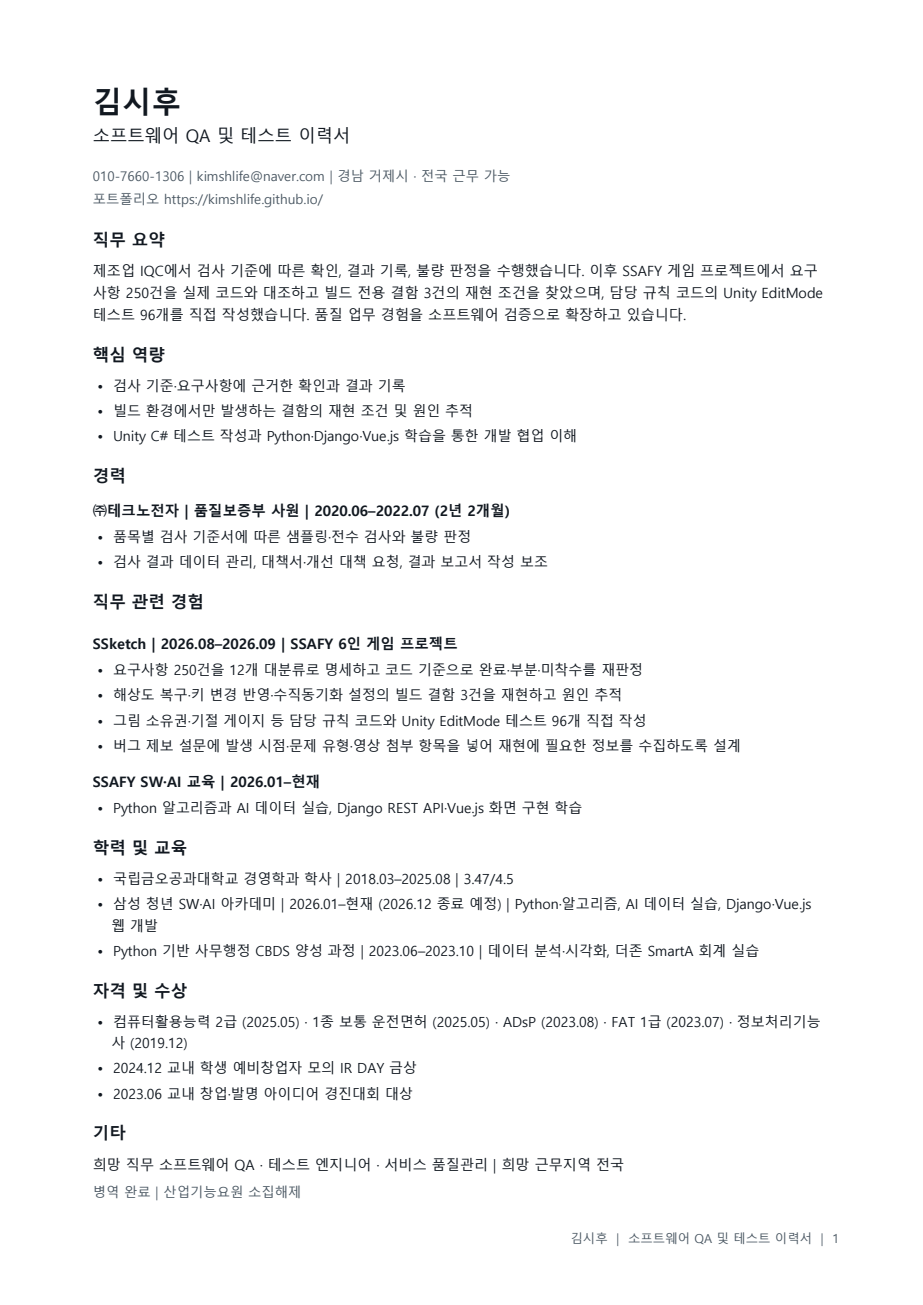 김시후
소프트웨어 QA 및 테스트 이력서
010-7660-1306 | kimshlife@naver.com | 경남 거제시 · 전국 근무 가능
포트폴리오 https://kimshlife.github.io/
직무 요약
제조업 IQC에서 검사 기준에 따른 확인, 결과 기록, 불량 판정을 수행했습니다. 이후 SSAFY 게임 프로젝트에서 요구
사항 250건을 실제 코드와 대조하고 빌드 전용 결함 3건의 재현 조건을 찾았으며, 담당 규칙 코드의 Unity EditMode
테스트 96개를 직접 작성했습니다. 품질 업무 경험을 소프트웨어 검증으로 확장하고 있습니다.
핵심 역량
• 검사 기준·요구사항에 근거한 확인과 결과 기록
• 빌드 환경에서만 발생하는 결함의 재현 조건 및 원인 추적
• Unity C# 테스트 작성과 Python·Django·Vue.js 학습을 통한 개발 협업 이해
경력
㈜테크노전자 | 품질보증부 사원 | 2020.06–2022.07 (2년 2개월)
• 품목별 검사 기준서에 따른 샘플링·전수 검사와 불량 판정
• 검사 결과 데이터 관리, 대책서·개선 대책 요청, 결과 보고서 작성 보조
직무 관련 경험
SSketch | 2026.08–2026.09 | SSAFY 6인 게임 프로젝트
• 요구사항 250건을 12개 대분류로 명세하고 코드 기준으로 완료·부분·미착수를 재판정
• 해상도 복구·키 변경 반영·수직동기화 설정의 빌드 결함 3건을 재현하고 원인 추적
• 그림 소유권·기절 게이지 등 담당 규칙 코드와 Unity EditMode 테스트 96개 직접 작성
• 버그 제보 설문에 발생 시점·문제 유형·영상 첨부 항목을 넣어 재현에 필요한 정보를 수집하도록 설계
SSAFY SW·AI 교육 | 2026.01–현재
• Python 알고리즘과 AI 데이터 실습, Django REST API·Vue.js 화면 구현 학습
학력 및 교육
• 국립금오공과대학교 경영학과 학사 | 2018.03–2025.08 | 3.47/4.5
• 삼성 청년 SW·AI 아카데미 | 2026.01–현재 (2026.12 종료 예정) | Python·알고리즘, AI 데이터 실습, Django·Vue.js
웹 개발
• Python 기반 사무행정 CBDS 양성 과정 | 2023.06–2023.10 | 데이터 분석·시각화, 더존 SmartA 회계 실습
자격 및 수상
• 컴퓨터활용능력 2급 (2025.05) · 1종 보통 운전면허 (2025.05) · ADsP (2023.08) · FAT 1급 (2023.07) · 정보처리기능
사 (2019.12)
• 2024.12 교내 학생 예비창업자 모의 IR DAY 금상
• 2023.06 교내 창업·발명 아이디어 경진대회 대상
기타
희망 직무 소프트웨어 QA · 테스트 엔지니어 · 서비스 품질관리 | 희망 근무지역 전국
병역 완료 | 산업기능요원 소집해제
김시후 | 소프트웨어 QA 및 테스트 이력서 | 1